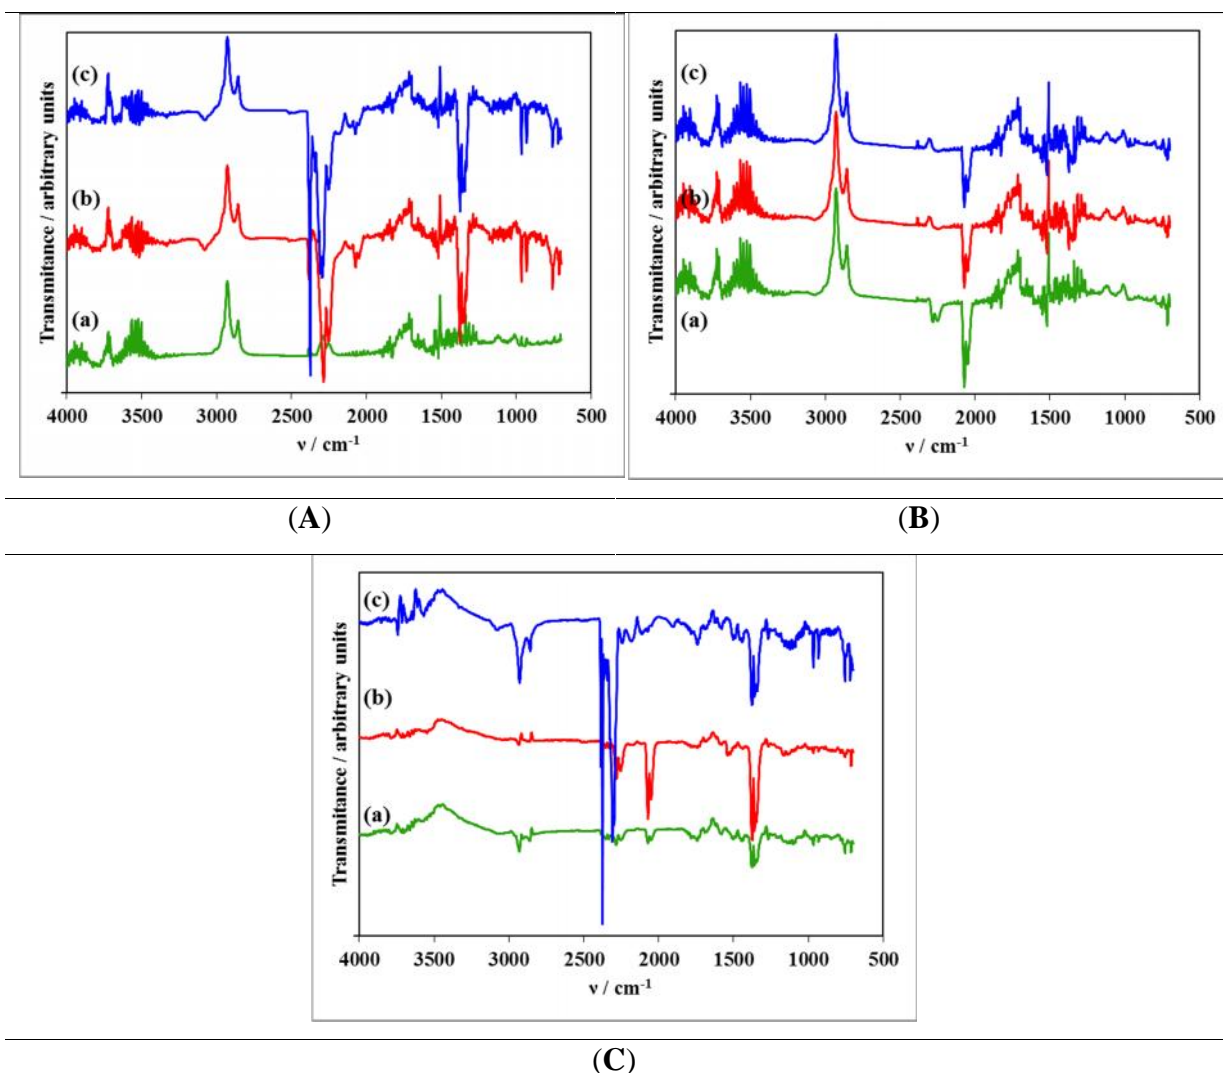 Transmitance / arbitrary units
(c)
(b)
(a)
4000 3500 3000 2500 2000 1500 1000 500
ν / cm-1
(A)
Transmitance / arbitrary units
(c)
(b)
(a)
4000 3500 3000 2500 2000 1500 1000 500
ν / cm-1
(B)
Transmitance / arbitrary units
(c)
(b)
(a)
4000 3500 3000 2500 2000 1500 1000 500
ν / cm-1
(C)